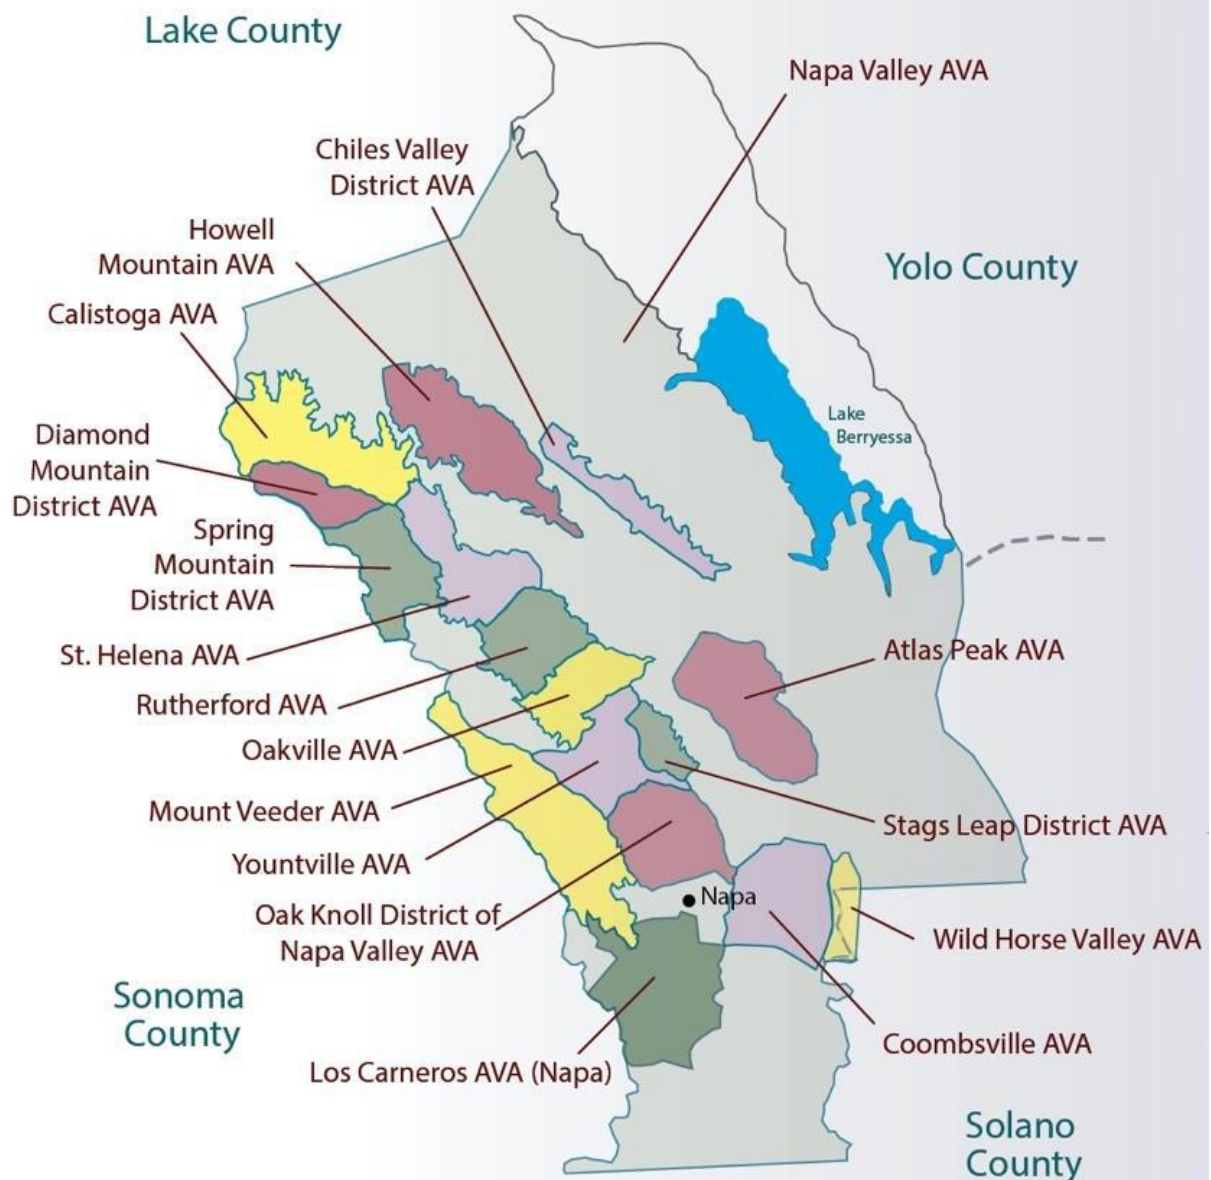 Lake County
Napa Valley AVA
Chiles Valley
District AVA
Howell
Mountain AVA
Yolo County
Calistoga AVA
Lake
Berryessa
Diamond
Mountain
District AVA
Spring
Mountain
District AVA
St. Helena AVA
Atlas Peak AVA
Rutherford AVA
Oakville AVA
Mount Veeder AVA
Stags Leap District AVA
Yountville AVA
Napa
Oak Knoll District of
Napa Valley AVA
Wild Horse Valley AVA
Sonoma
County
Coombsville AVA
Los Carneros AVA (Napa)
Solano
County